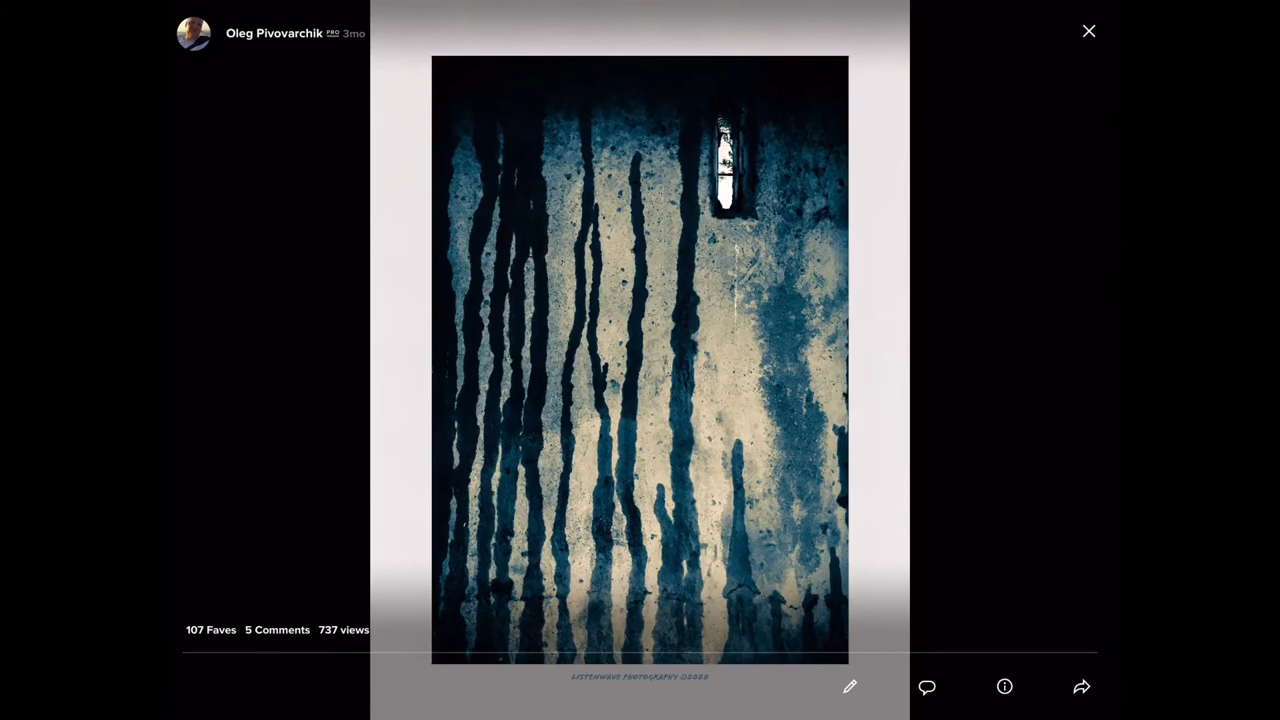 Oleg Pivovarchik PRO 3mo
107 Faves 5 Comments 737 views
LISTENWAVE PHOTOGRAPHY ©2020